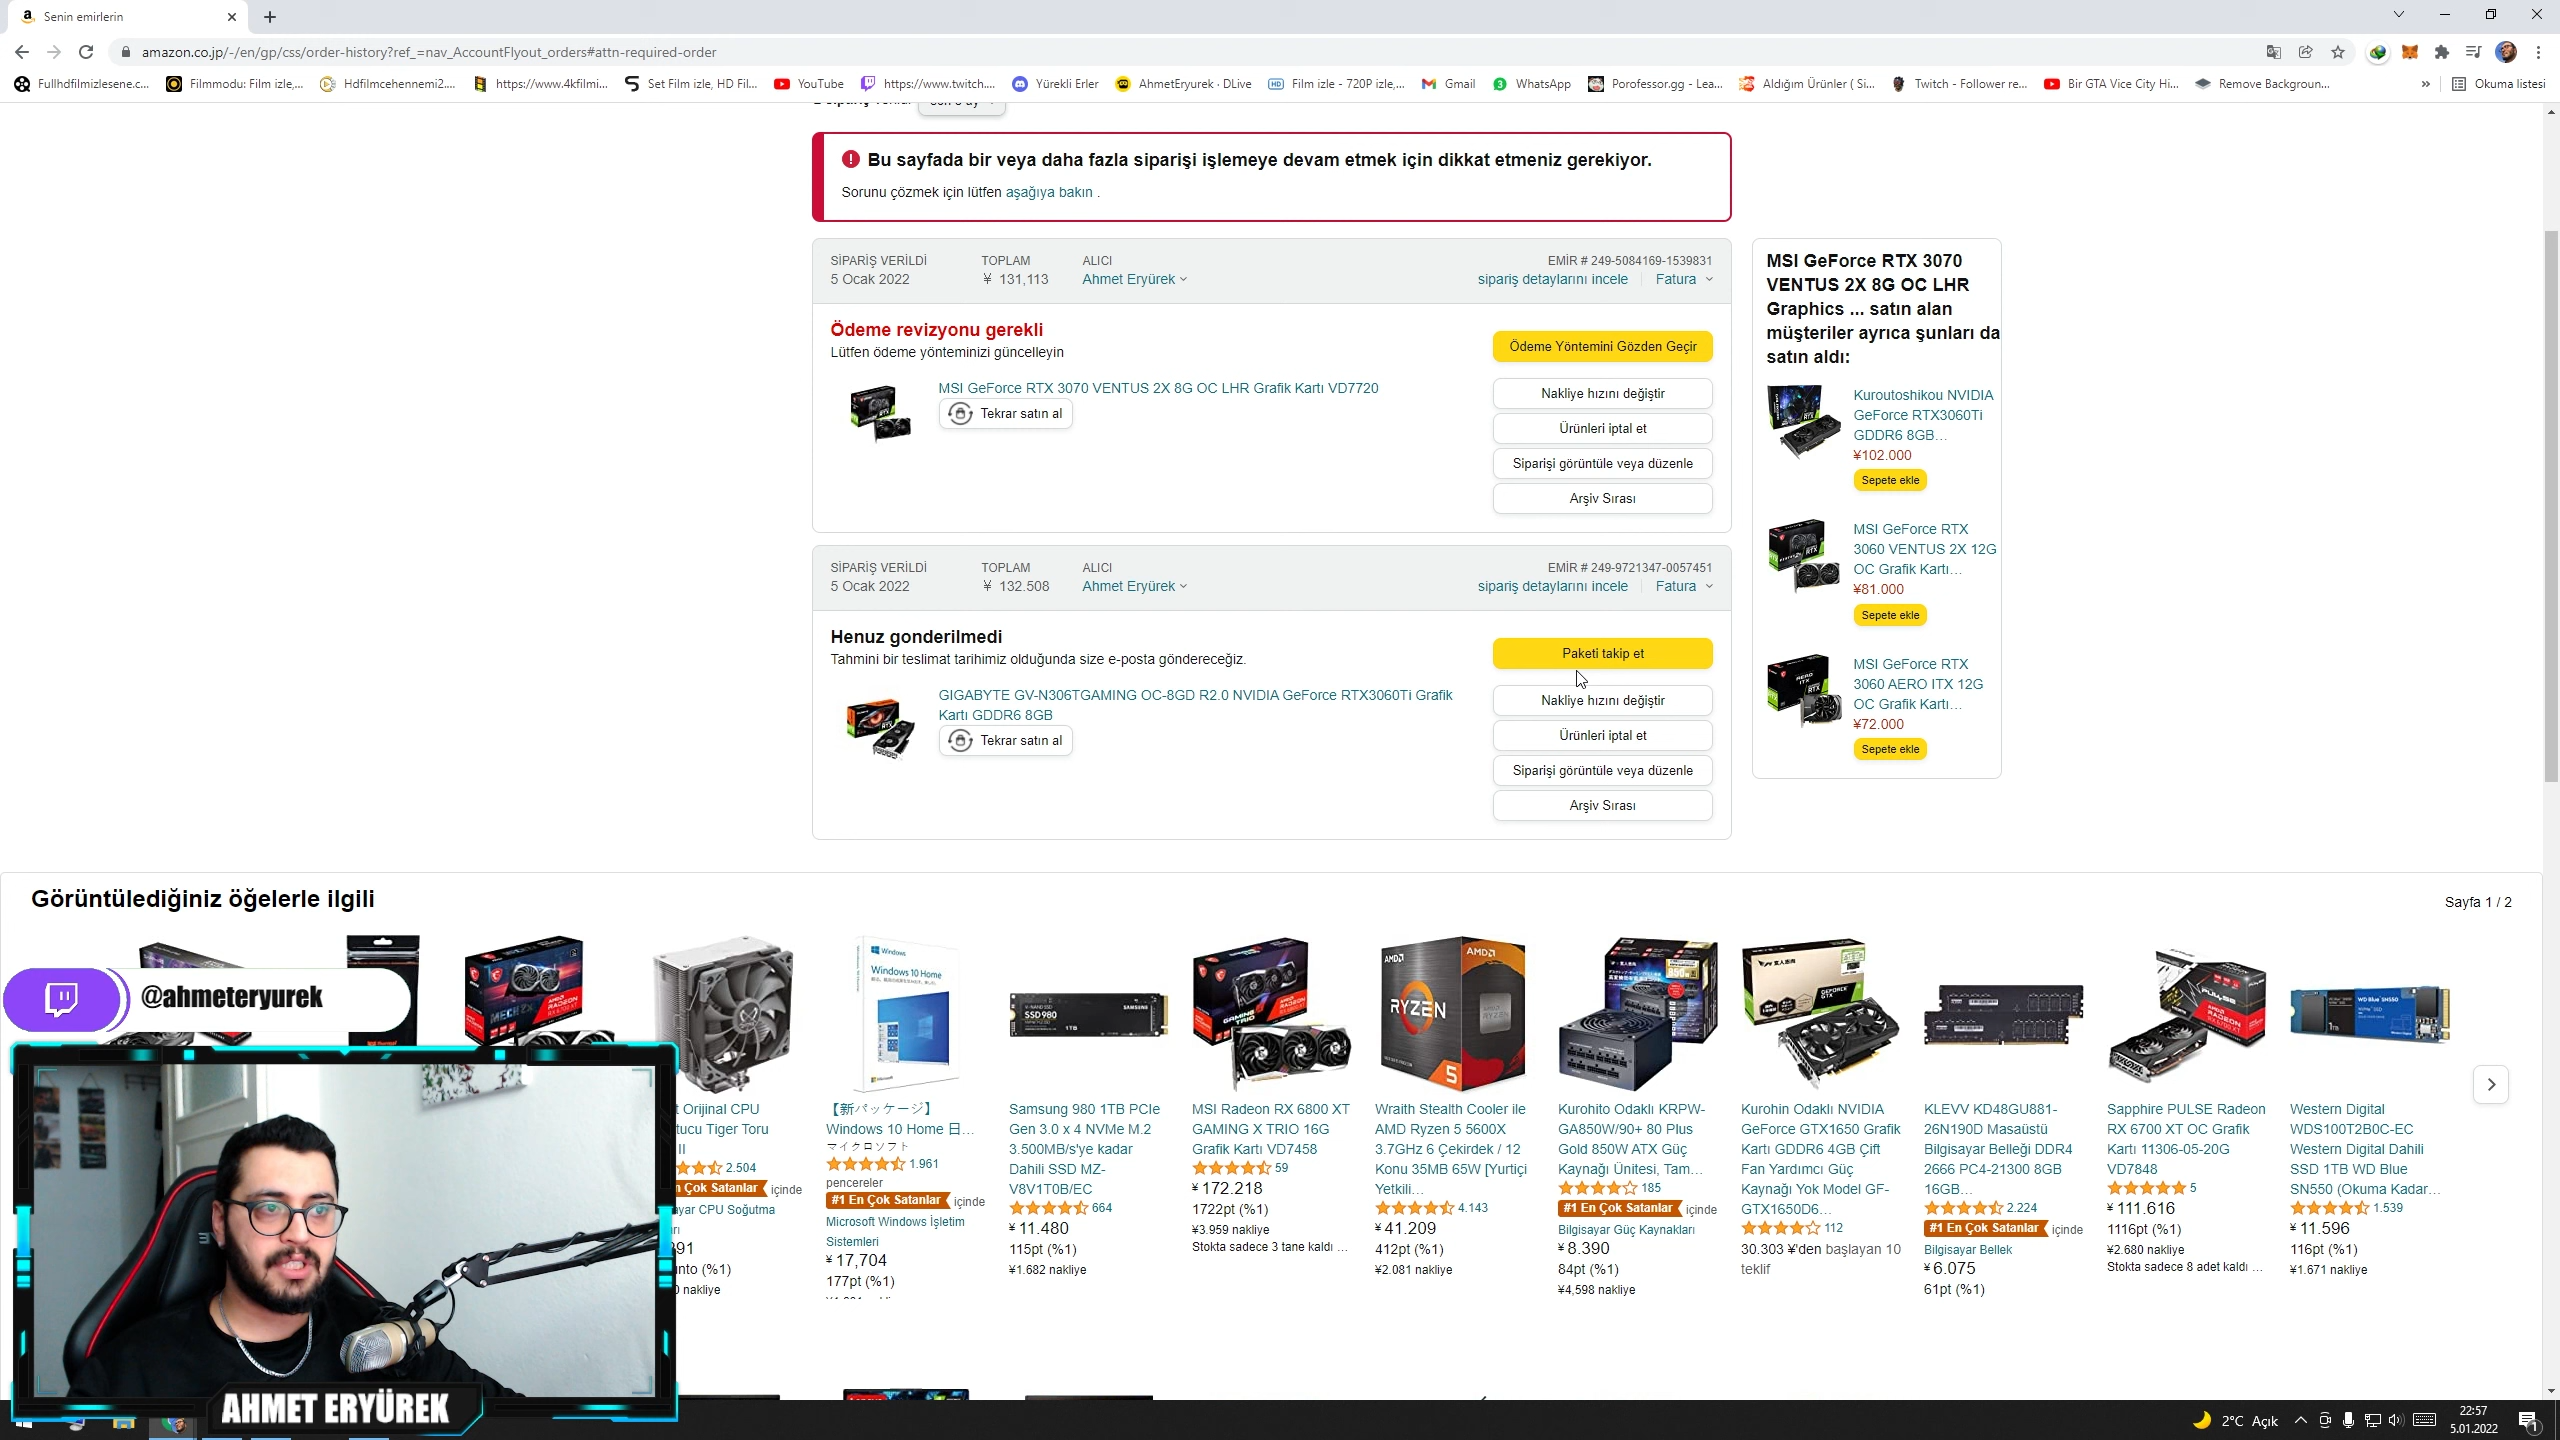 Senin emirlerin
amazon.co.jp/-/en/gp/css/order-history?ref_=nav_AccountFlyout_orders#attn-required-order
Fullhdfilmizlesene.c...
Filmmodu: Film izle,...
Hdfilmcehennemi2....
https://www.4kfilmi...
Set Film izle, HD Fil...
YouTube
https://www.twitch....
Yürekli Erler
AhmetEryurek · DLive
Film izle - 720P izle,...
Gmail
WhatsApp
Porofessor.gg - Lea...
Aldığım Ürünler ( Si...
Twitch - Follower re...
Bir GTA Vice City Hi...
Remove Backgroun...
»
Okuma listesi
Bu sayfada bir veya daha fazla siparişi işlemeye devam etmek için dikkat etmeniz gerekiyor.
Sorunu çözmek için lütfen aşağıya bakın .
SİPARİŞ VERİLDİ
5 Ocak 2022
TOPLAM
¥ 131,113
ALICI
Ahmet Eryürek
EMİR # 249-5084169-1539831
sipariş detaylarını incele
Fatura
Ödeme revizyonu gerekli
Lütfen ödeme yönteminizi güncelleyin
MSI GeForce RTX 3070 VENTUS 2X 8G OC LHR Grafik Kartı VD7720
Tekrar satın al
Ödeme Yöntemini Gözden Geçir
Nakliye hızını değiştir
Ürünleri iptal et
Siparişi görüntüle veya düzenle
Arşiv Sırası
SİPARİŞ VERİLDİ
5 Ocak 2022
TOPLAM
¥ 132.508
ALICI
Ahmet Eryürek
EMİR # 249-9721347-0057451
sipariş detaylarını incele
Fatura
Henuz gonderilmedi
Tahmini bir teslimat tarihimiz olduğunda size e-posta göndereceğiz.
GIGABYTE GV-N306TGAMING OC-8GD R2.0 NVIDIA GeForce RTX3060Ti Grafik
Kartı GDDR6 8GB
Tekrar satın al
Paketi takip et
Nakliye hızını değiştir
Ürünleri iptal et
Siparişi görüntüle veya düzenle
Arşiv Sırası
MSI GeForce RTX 3070
VENTUS 2X 8G OC LHR
Graphics ... satın alan
müşteriler ayrıca şunları da
satın aldı:
Kuroutoshikou NVIDIA
GeForce RTX3060Ti
GDDR6 8GB...
¥102.000
Sepete ekle
MSI GeForce RTX
3060 VENTUS 2X 12G
OC Grafik Kartı...
¥81.000
Sepete ekle
MSI GeForce RTX
3060 AERO ITX 12G
OC Grafik Kartı...
¥72.000
Sepete ekle
Görüntülediğiniz öğelerle ilgili
Sayfa 1 / 2
@ahmeteryurek
t Orijinal CPU
tucu Tiger Toru
II
2.504
n Çok Satanlar içinde
ayar CPU Soğutma
391
nto (%1)
0 nakliye
Windows
Windows 10 Home
【新パッケージ】
Windows 10 Home 日...
マイクロソフト
1.961
pencereler
#1 En Çok Satanlar içinde
Microsoft Windows İşletim
Sistemleri
¥ 17,704
177pt (%1)
SAMSUNG
SSD 980
1TB
Samsung 980 1TB PCIe
Gen 3.0 x 4 NVMe M.2
3.500MB/s'ye kadar
Dahili SSD MZ-
V8V1T0B/EC
664
¥ 11.480
115pt (%1)
¥1.682 nakliye
MSI Radeon RX 6800 XT
GAMING X TRIO 16G
Grafik Kartı VD7458
59
¥ 172.218
1722pt (%1)
¥3.959 nakliye
Stokta sadece 3 tane kaldı ...
AMD
AMD
RYZEN
5
Wraith Stealth Cooler ile
AMD Ryzen 5 5600X
3.7GHz 6 Çekirdek / 12
Konu 35MB 65W [Yurtiçi
Yetkili...
4.143
¥ 41.209
412pt (%1)
¥2.081 nakliye
Kurohito Odaklı KRPW-
GA850W/90+ 80 Plus
Gold 850W ATX Güç
Kaynağı Ünitesi, Tam...
185
#1 En Çok Satanlar içinde
Bilgisayar Güç Kaynakları
¥ 8.390
84pt (%1)
¥4,598 nakliye
Kurohin Odaklı NVIDIA
GeForce GTX1650 Grafik
Kartı GDDR6 4GB Çift
Fan Yardımcı Güç
Kaynağı Yok Model GF-
GTX1650D6...
112
30.303 ¥'den başlayan 10
teklif
KLEVV KD48GU881-
26N190D Masaüstü
Bilgisayar Belleği DDR4
2666 PC4-21300 8GB
16GB...
2.224
#1 En Çok Satanlar içinde
Bilgisayar Bellek
¥ 6.075
61pt (%1)
Sapphire PULSE Radeon
RX 6700 XT OC Grafik
Kartı 11306-05-20G
VD7848
5
¥ 111.616
1116pt (%1)
¥2.680 nakliye
Stokta sadece 8 adet kaldı ...
Western Digital
WDS100T2B0C-EC
Western Digital Dahili
SSD 1TB WD Blue
SN550 (Okuma Kadar...
1.539
¥ 11.596
116pt (%1)
¥1.671 nakliye
AHMET ERYÜREK
2°C Açık
22:57
5.01.2022
1